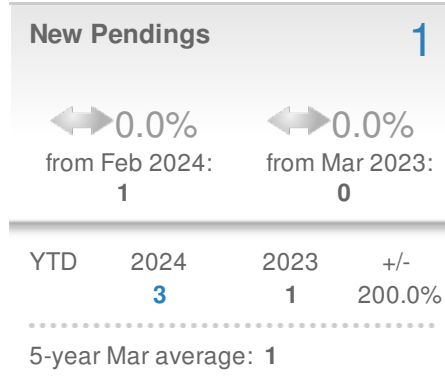 New Pendings 1
0.0% 0.0%
from Feb 2024: from Mar 2023:
1 0
YTD 2024 2023 +/-
3 1 200.0%
5-year Mar average: 1